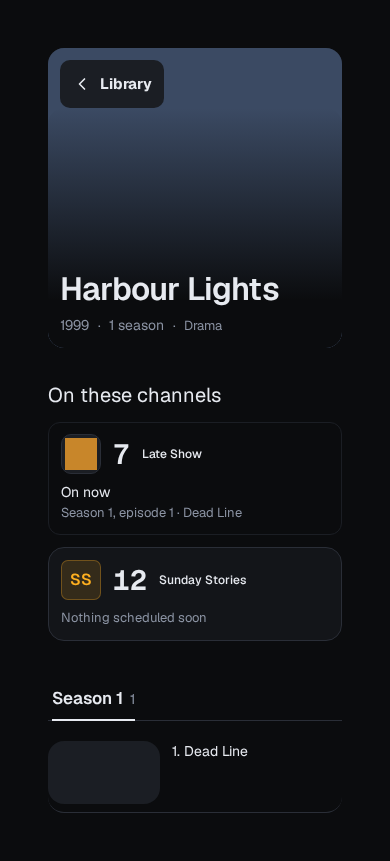 Library
Harbour Lights
1999 · 1 season · Drama
On these channels
7 Late Show
On now
Season 1, episode 1 · Dead Line
SS 12 Sunday Stories
Nothing scheduled soon
Season 1 1
1. Dead Line